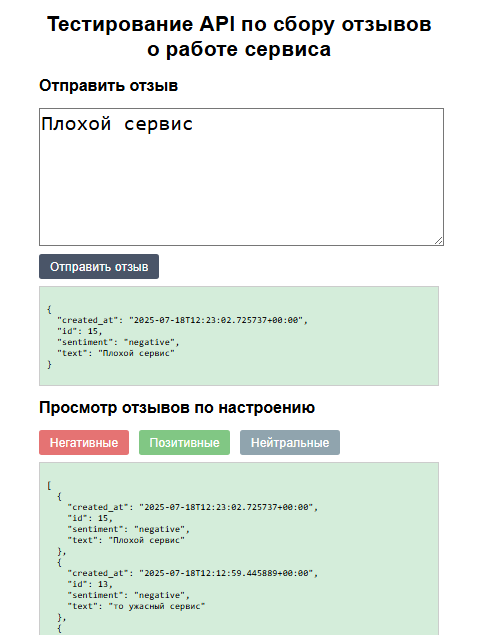 Тестирование API по сбору отзывов
о работе сервиса
Отправить отзыв
Плохой сервис
Отправить отзыв
{
  "created_at": "2025-07-18T12:23:02.725737+00:00",
  "id": 15,
  "sentiment": "negative",
  "text": "Плохой сервис"
}
Просмотр отзывов по настроению
Негативные Позитивные Нейтральные
[
  {
    "created_at": "2025-07-18T12:23:02.725737+00:00",
    "id": 15,
    "sentiment": "negative",
    "text": "Плохой сервис"
  },
  {
    "created_at": "2025-07-18T12:12:59.445889+00:00",
    "id": 13,
    "sentiment": "negative",
    "text": "то ужасный сервис"
  },
  {